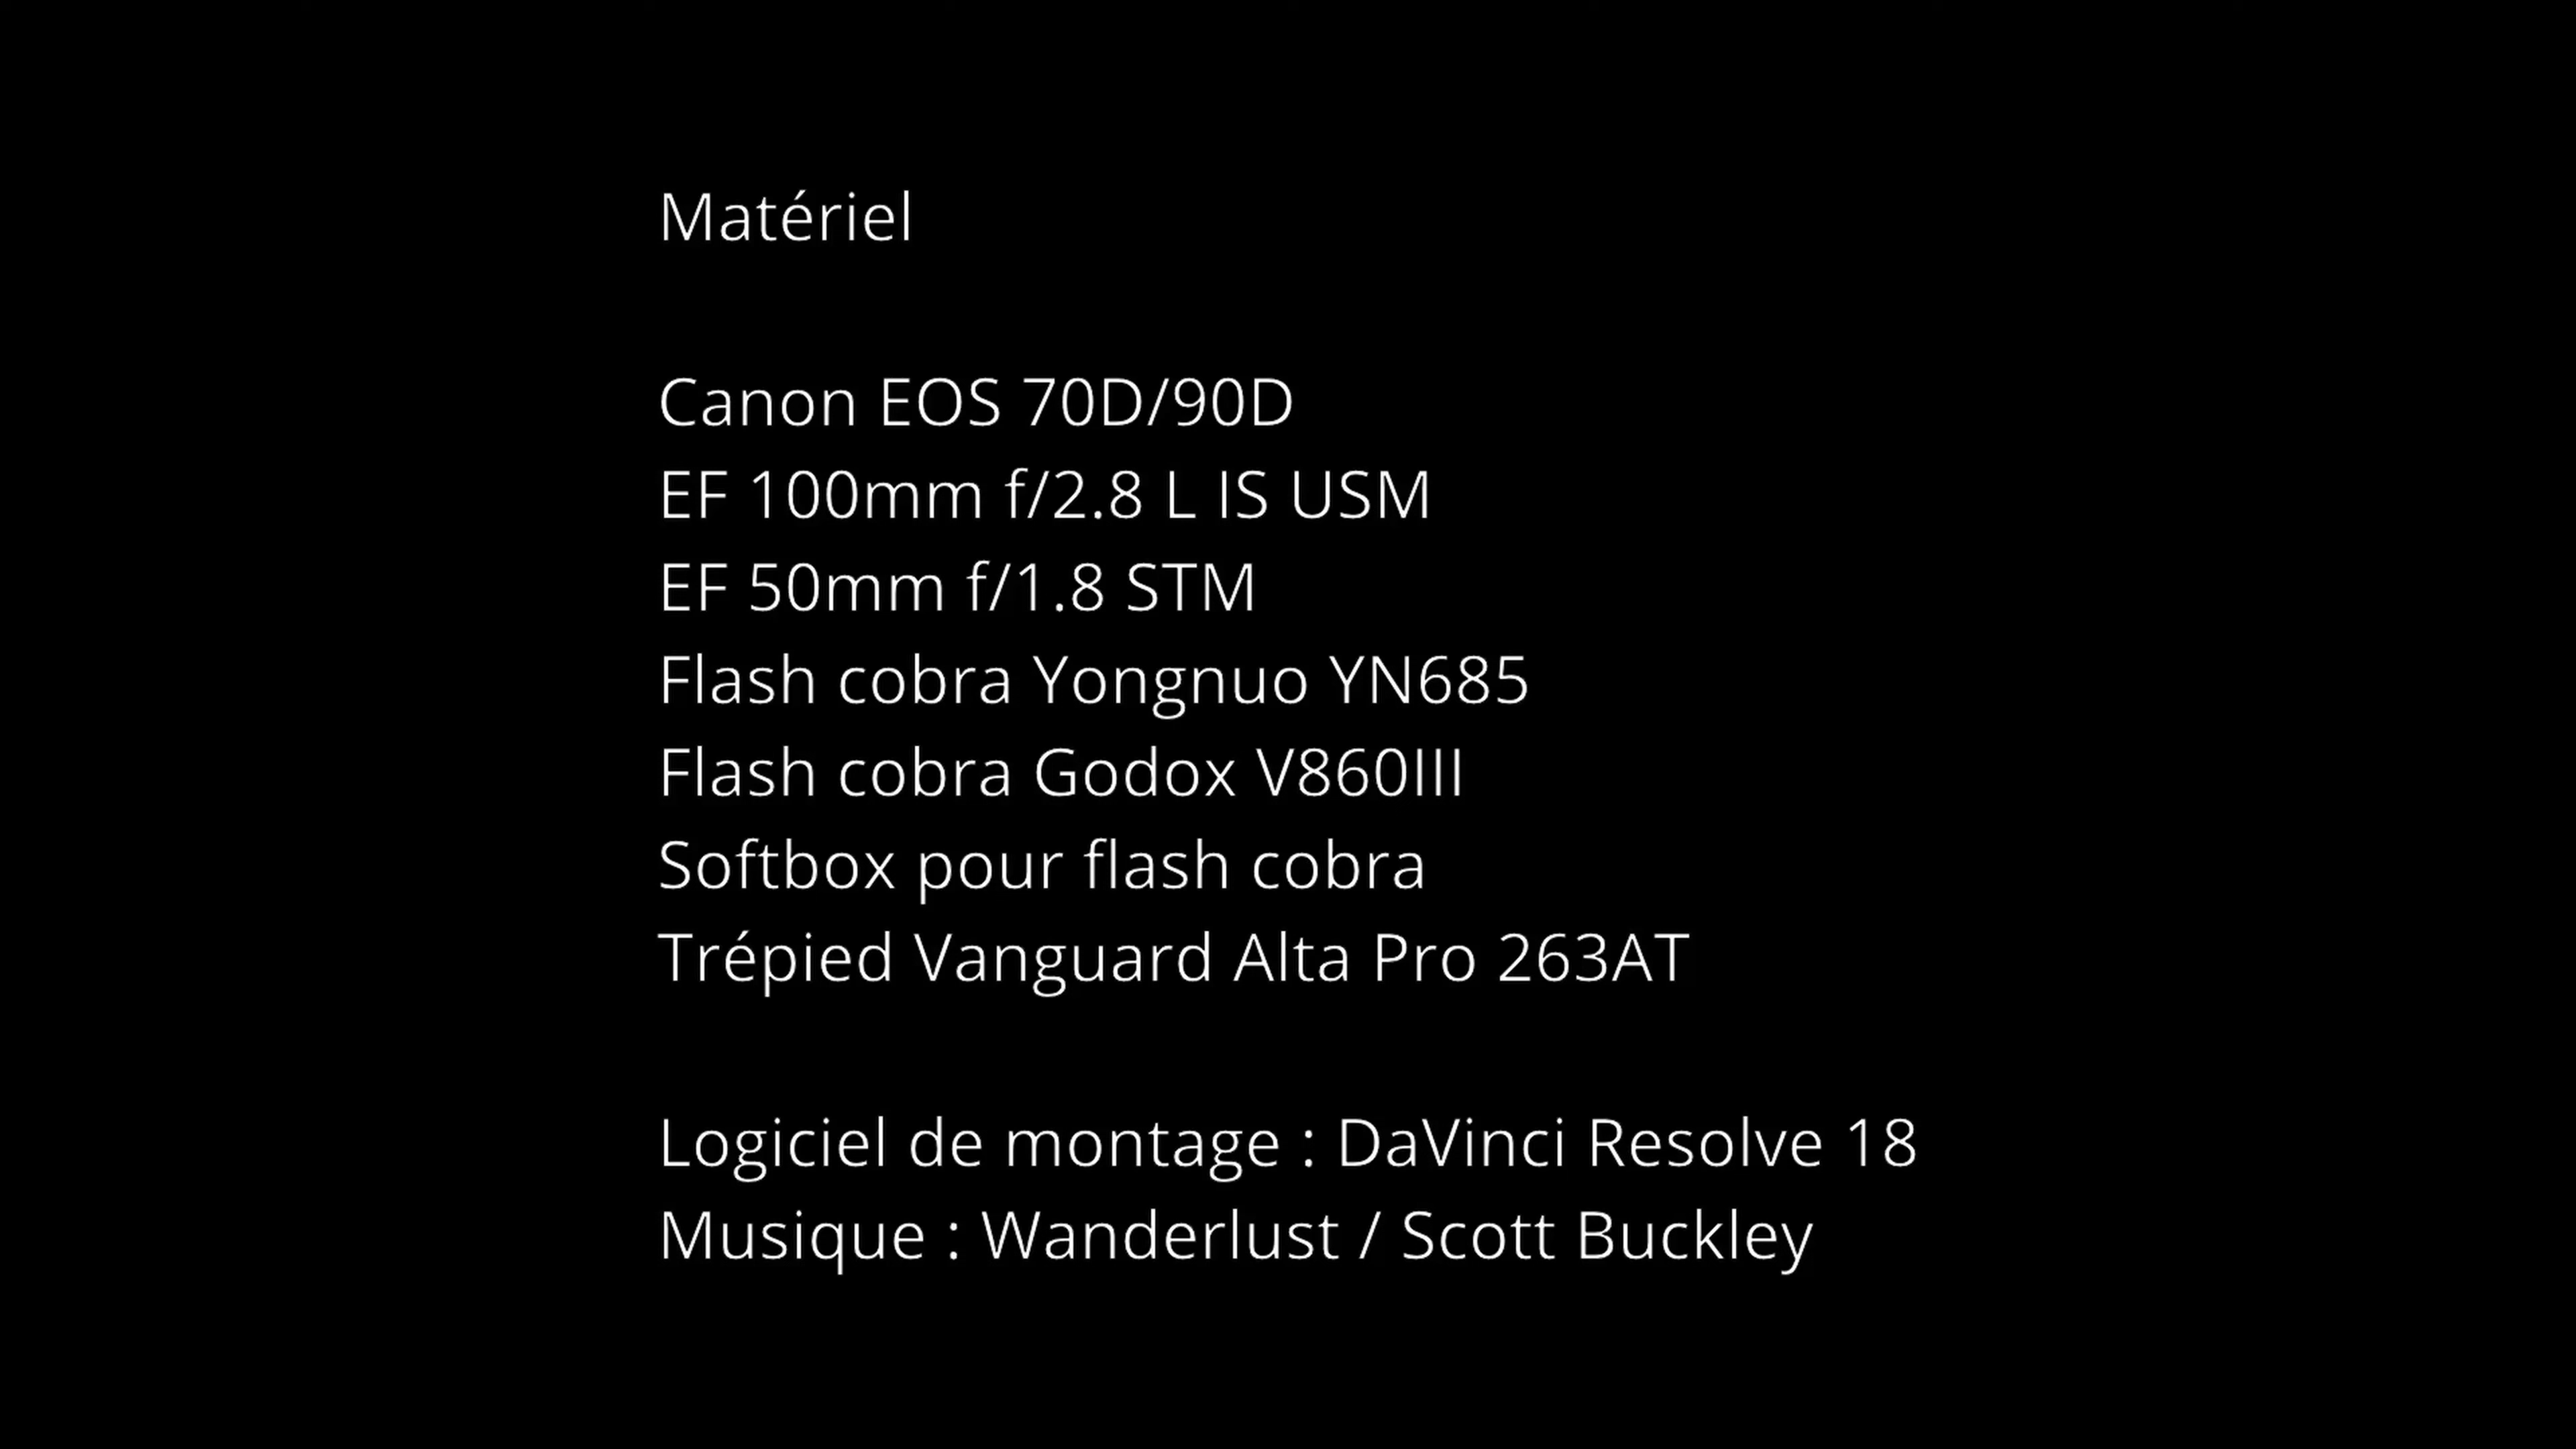 Matériel
Canon EOS 70D/90D
EF 100mm f/2.8 L IS USM
EF 50mm f/1.8 STM
Flash cobra Yongnuo YN685
Flash cobra Godox V860III
Softbox pour flash cobra
Trépied Vanguard Alta Pro 263AT
Logiciel de montage : DaVinci Resolve 18
Musique : Wanderlust / Scott Buckley